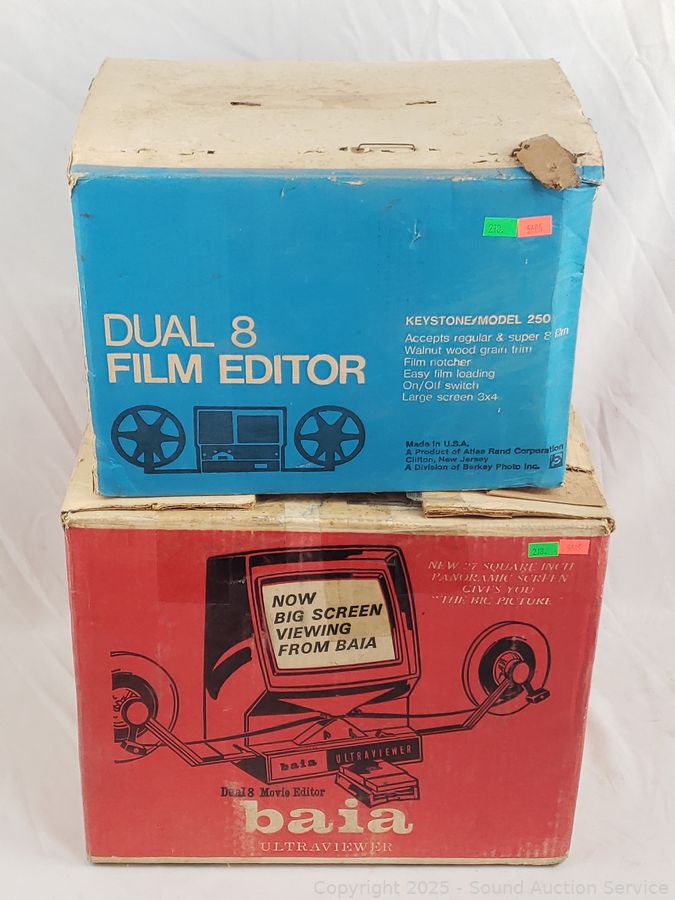 DUAL 8
FILM EDITOR
KEYSTONE/MODEL 250
Accepts regular & super 8 film
Walnut wood grain trim
Film notcher
Easy film loading
On/Off switch
Large screen 3x4
Made in U.S.A.
A Product of Atlas Rand Corporation
Clifton, New Jersey
A Division of Berkey Photo Inc.
NEW 27 SQUARE INCH
PANORAMIC SCREEN
GIVES YOU
"THE BIG PICTURE"
NOW
BIG SCREEN
VIEWING
FROM BAIA
baia ULTRAVIEWER
Dual 8 Movie Editor
baia
ULTRAVIEWER
Copyright 2025 - Sound Auction Service